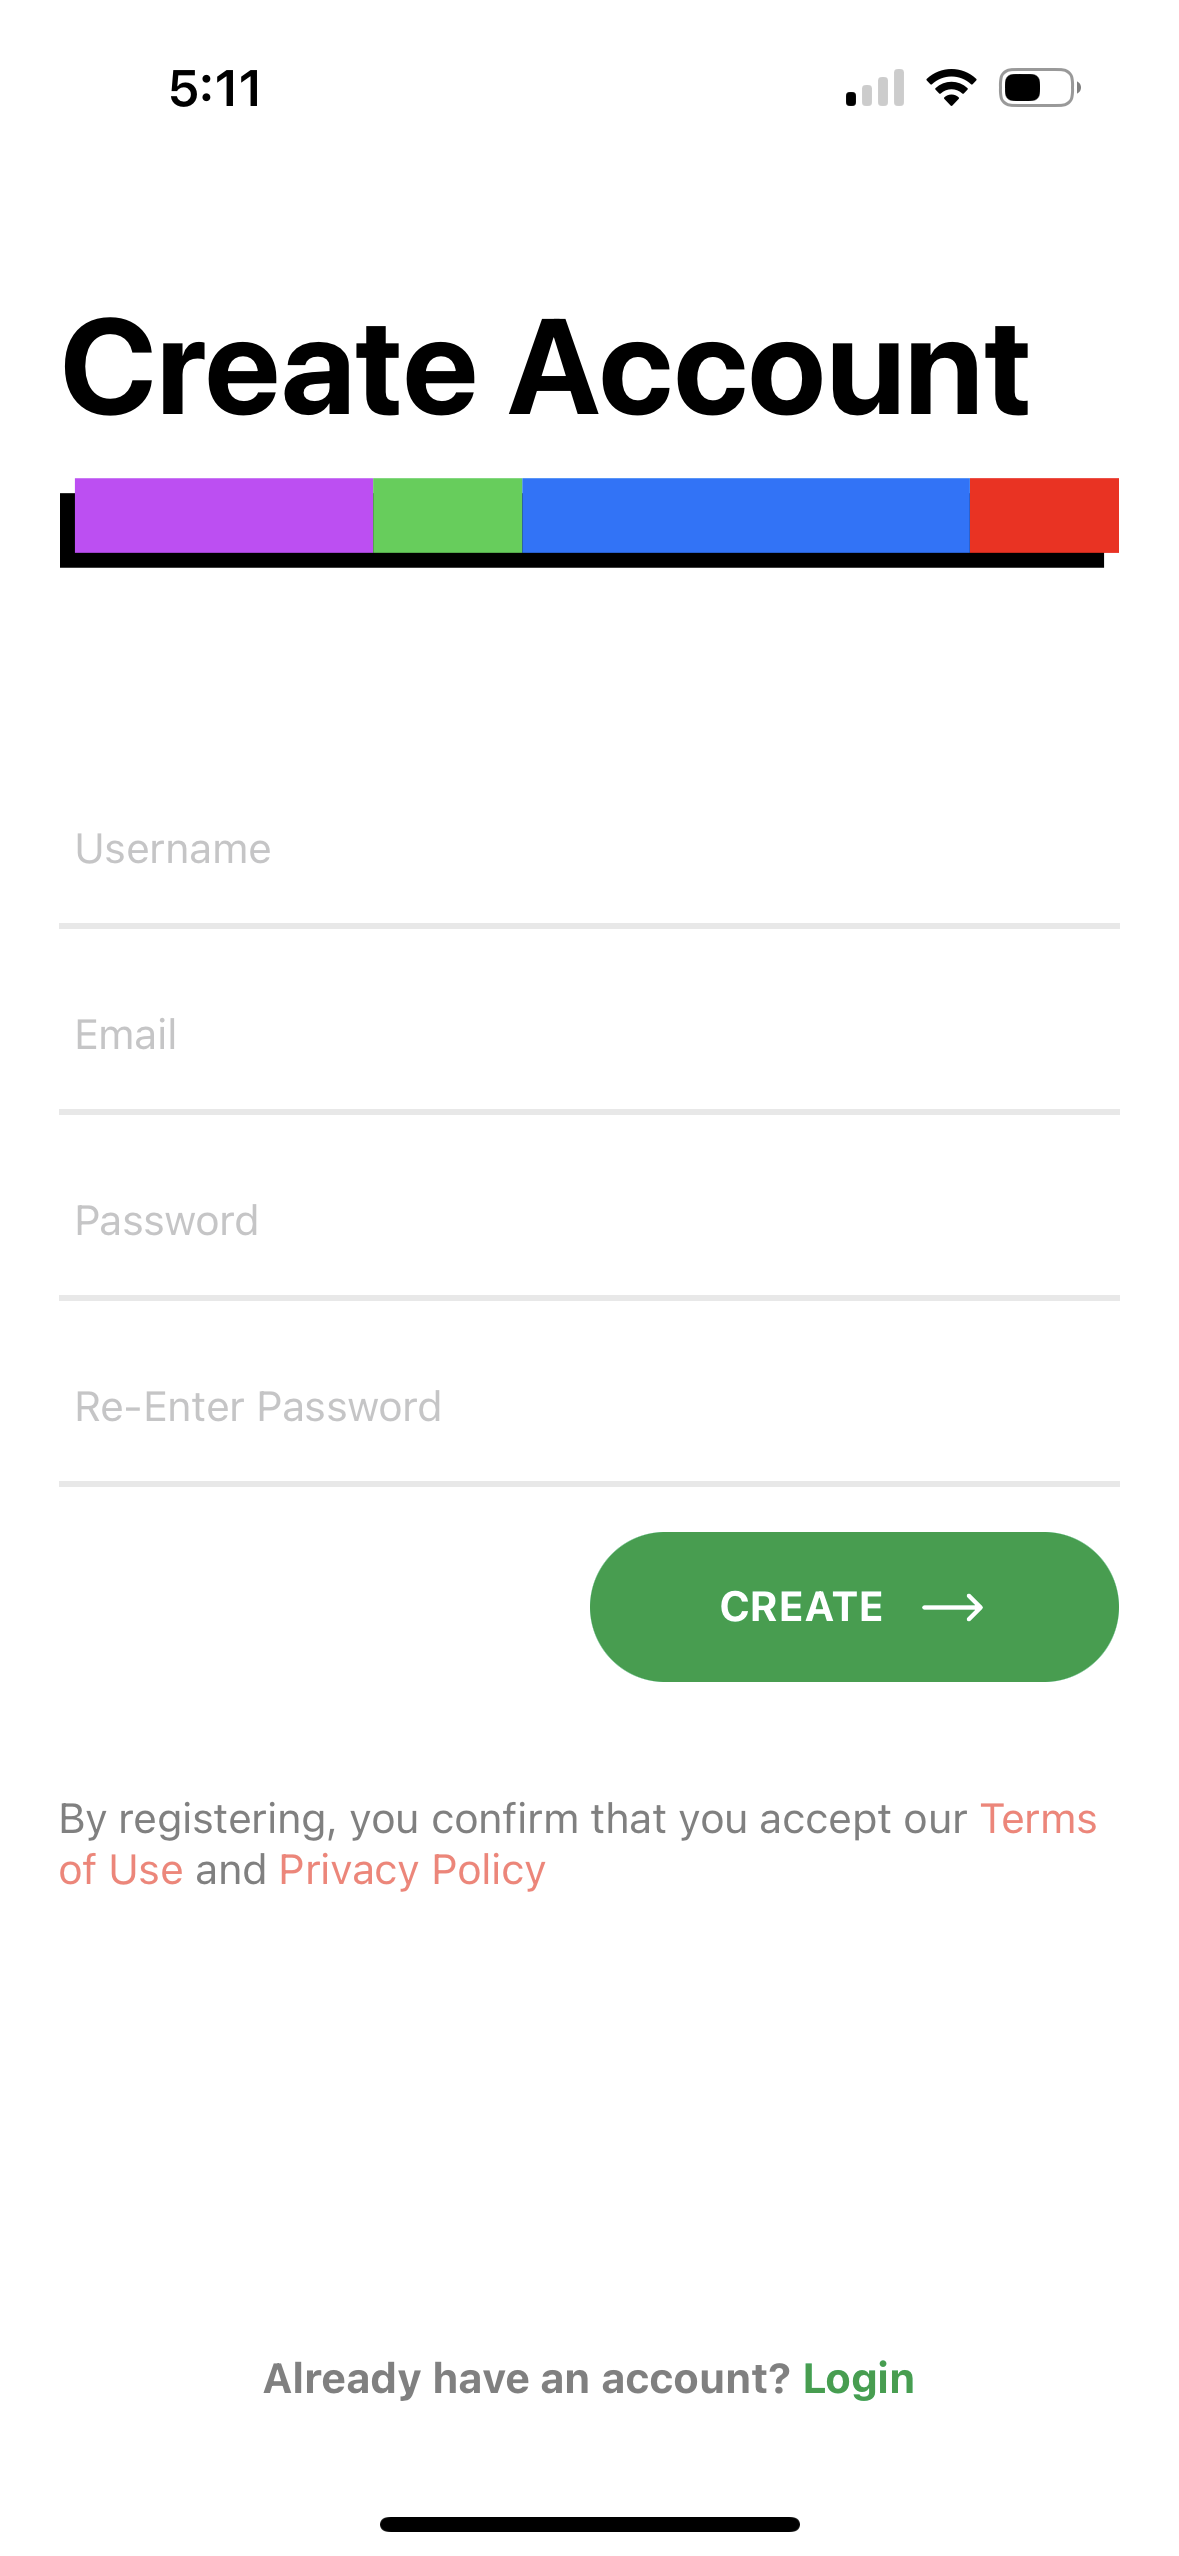 5:11
Create Account
Username
Email
Password
Re-Enter Password
CREATE
By registering, you confirm that you accept our Terms
of Use and Privacy Policy
Already have an account? Login